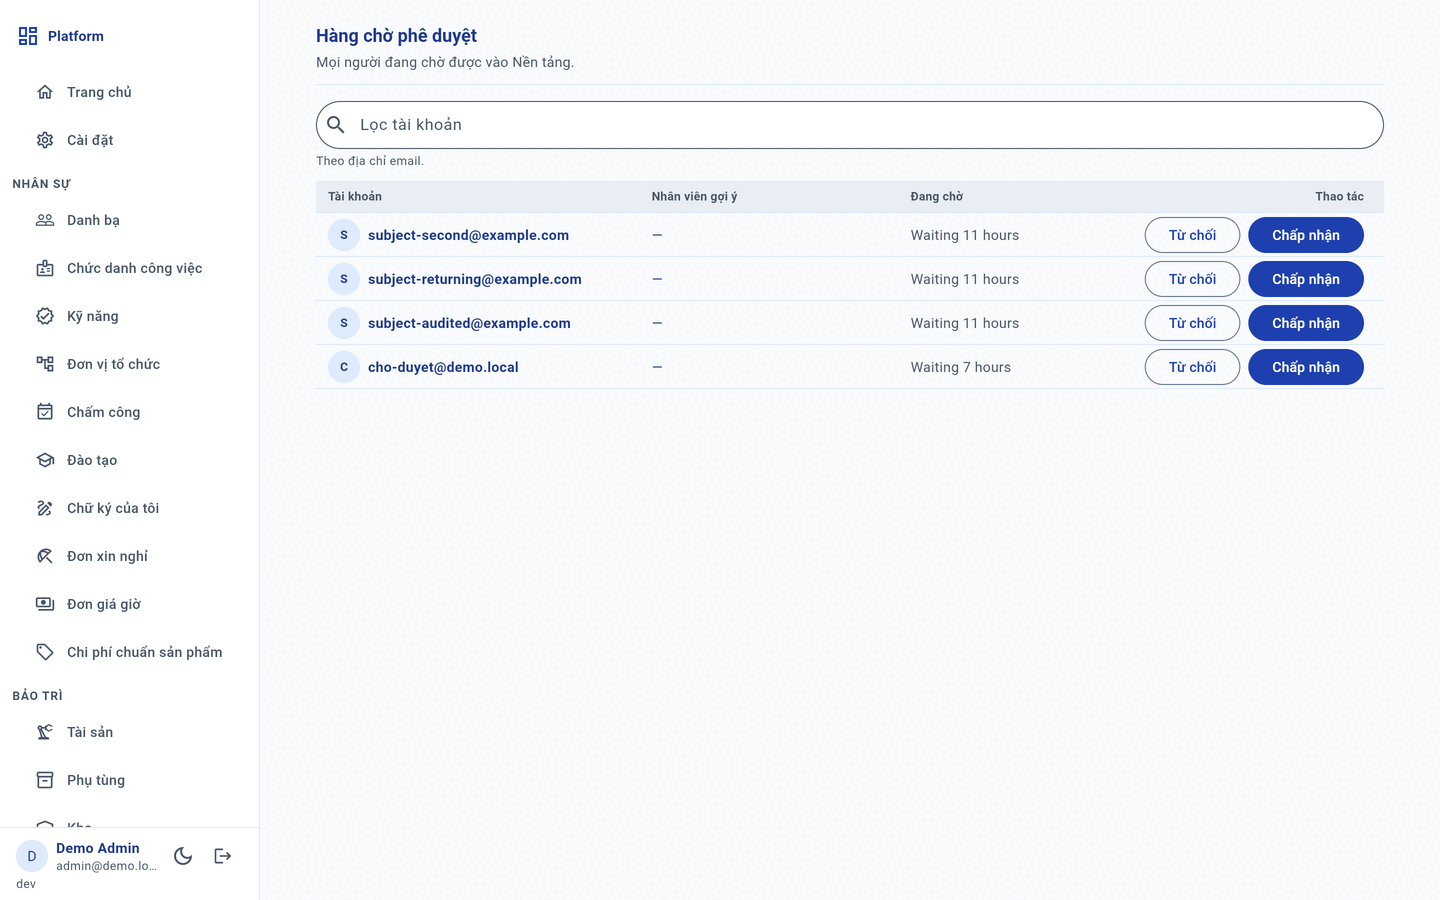 Platform
Trang chủ
Cài đặt
NHÂN SỰ
Danh bạ
Chức danh công việc
Kỹ năng
Đơn vị tổ chức
Chấm công
Đào tạo
Chữ ký của tôi
Đơn xin nghỉ
Đơn giá giờ
Chi phí chuẩn sản phẩm
BẢO TRÌ
Tài sản
Phụ tùng
D
Demo Admin
admin@demo.lo...
dev
Hàng chờ phê duyệt
Mọi người đang chờ được vào Nền tảng.
Lọc tài khoản
Theo địa chỉ email.
Tài khoản Nhân viên gợi ý Đang chờ Thao tác
S subject-second@example.com — Waiting 11 hours Từ chối Chấp nhận
S subject-returning@example.com — Waiting 11 hours Từ chối Chấp nhận
S subject-audited@example.com — Waiting 11 hours Từ chối Chấp nhận
C cho-duyet@demo.local — Waiting 7 hours Từ chối Chấp nhận